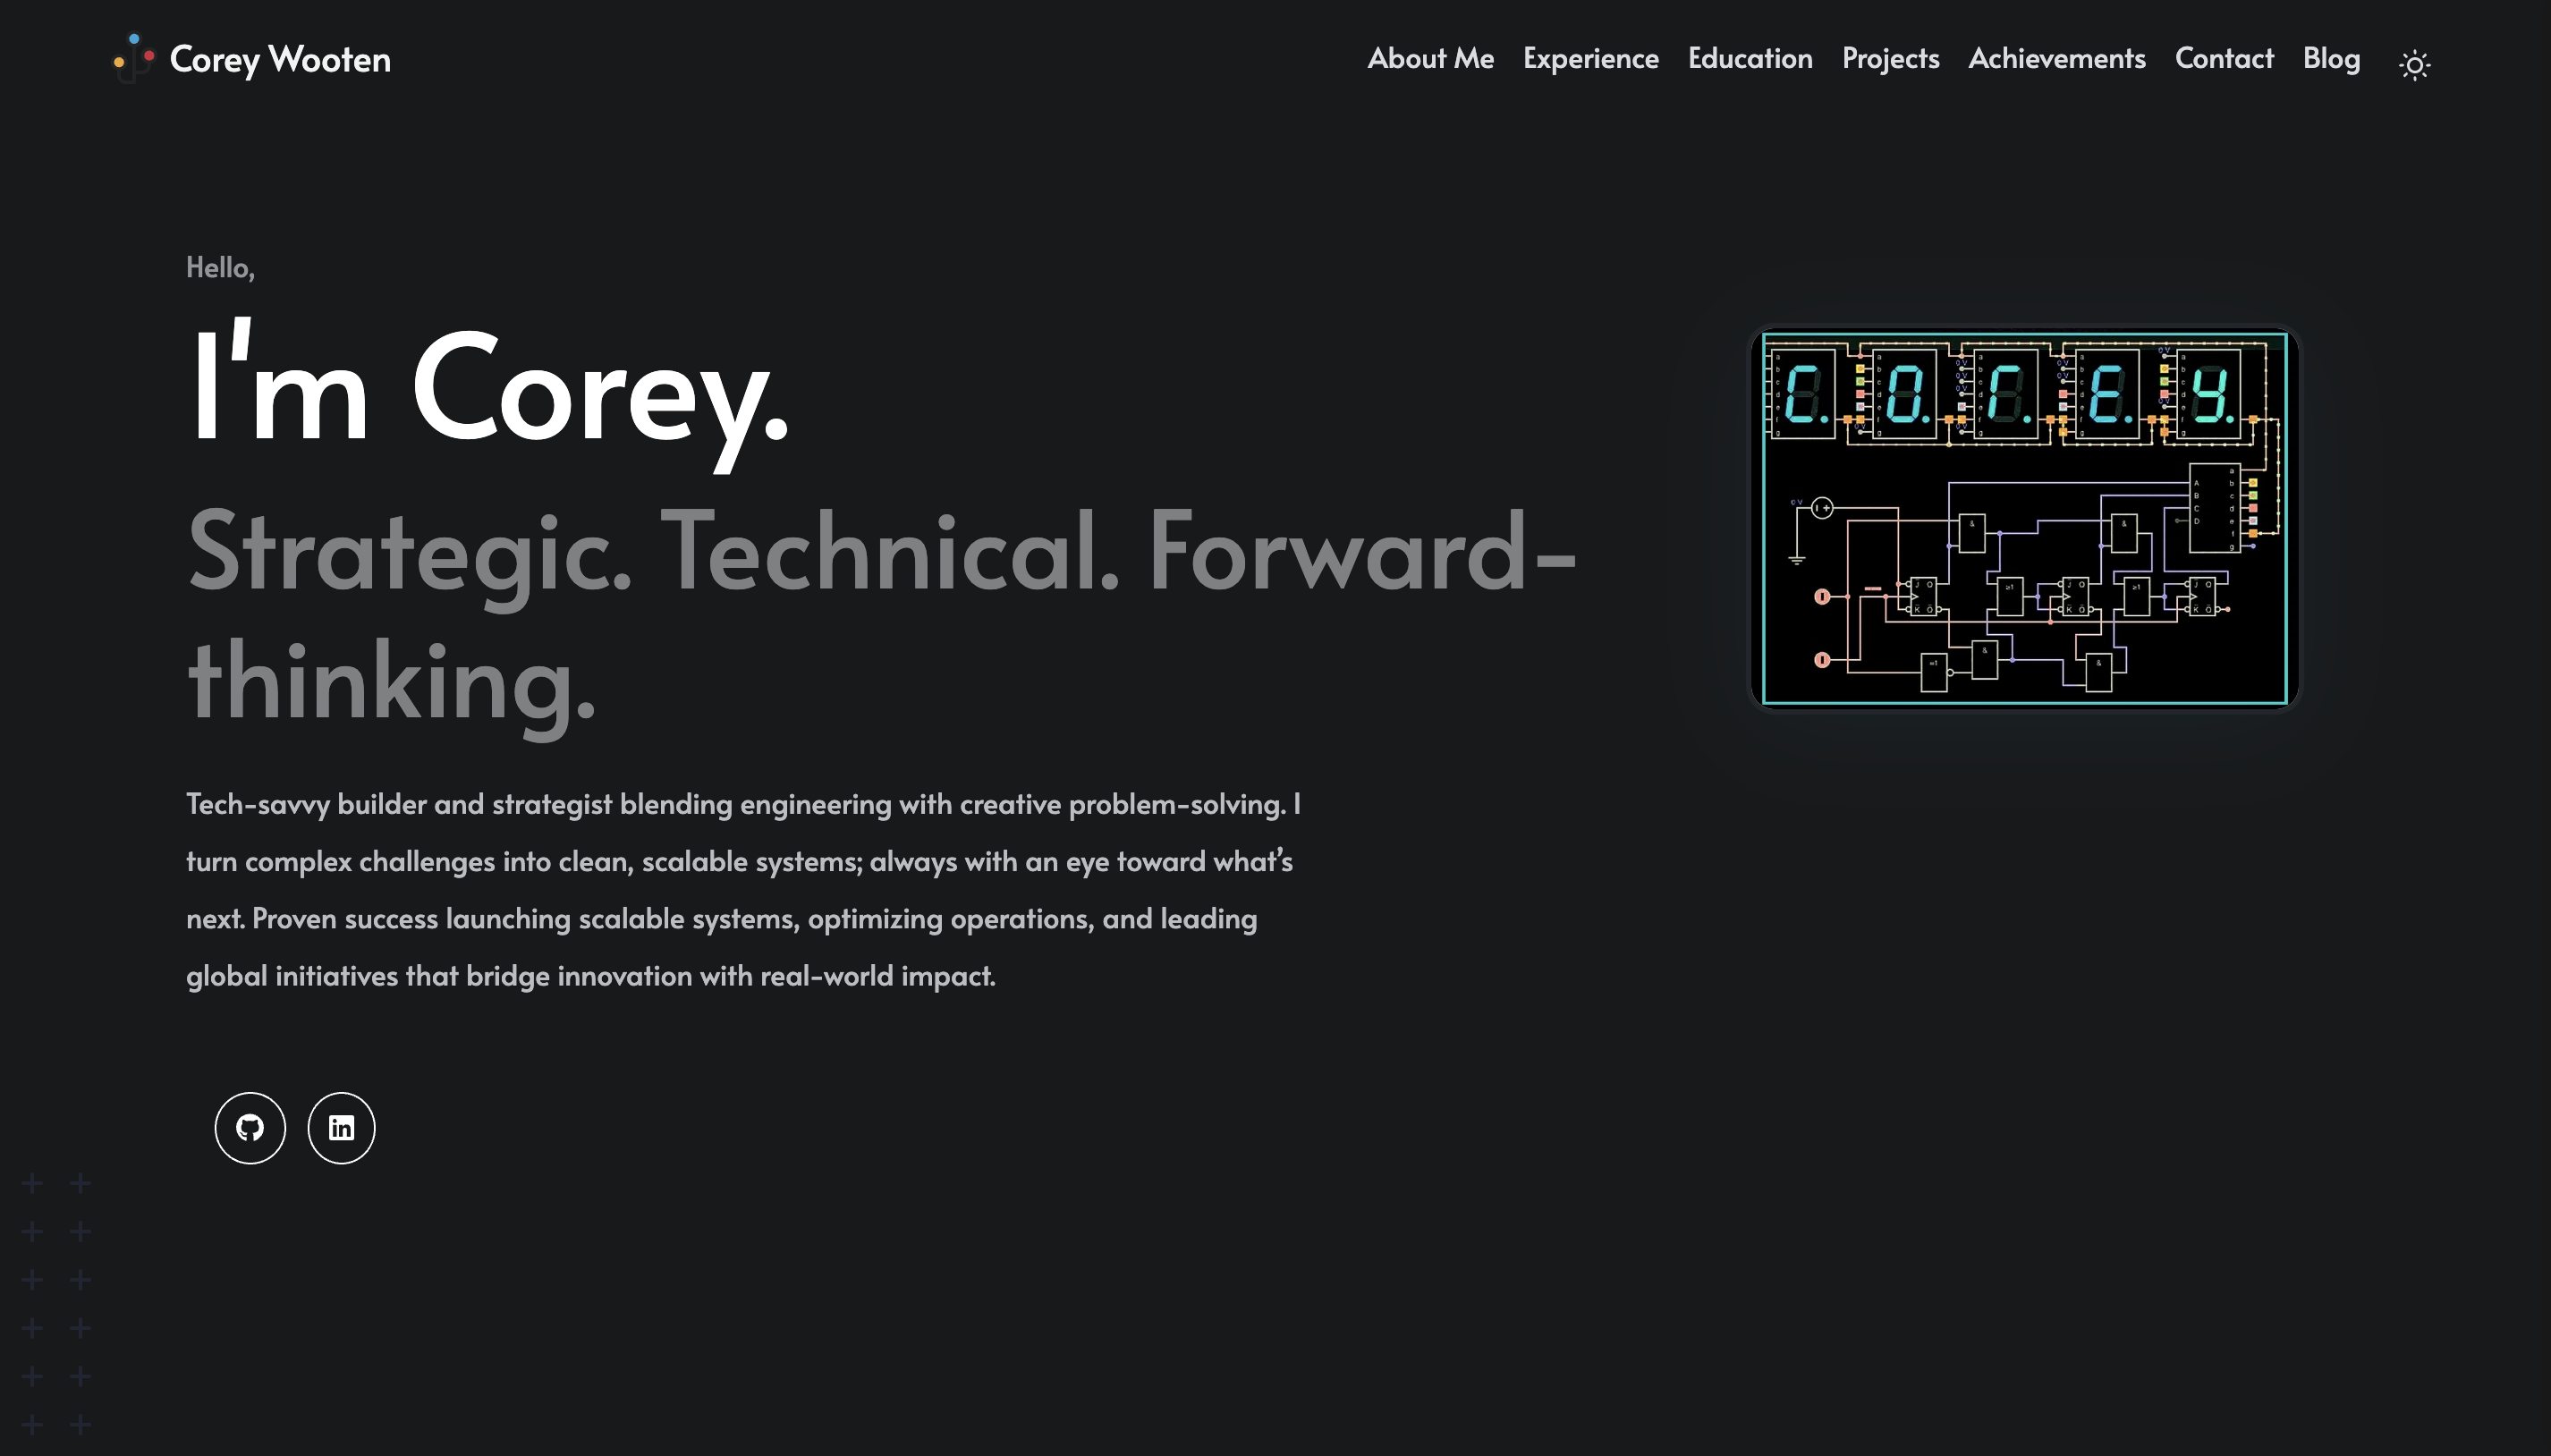 Corey Wooten
About Me Experience Education Projects Achievements Contact Blog
Hello,
I'm Corey.
Strategic. Technical. Forward-
thinking.
Tech-savvy builder and strategist blending engineering with creative problem-solving. I
turn complex challenges into clean, scalable systems; always with an eye toward what’s
next. Proven success launching scalable systems, optimizing operations, and leading
global initiatives that bridge innovation with real-world impact.
in
C. O. r. E. y.